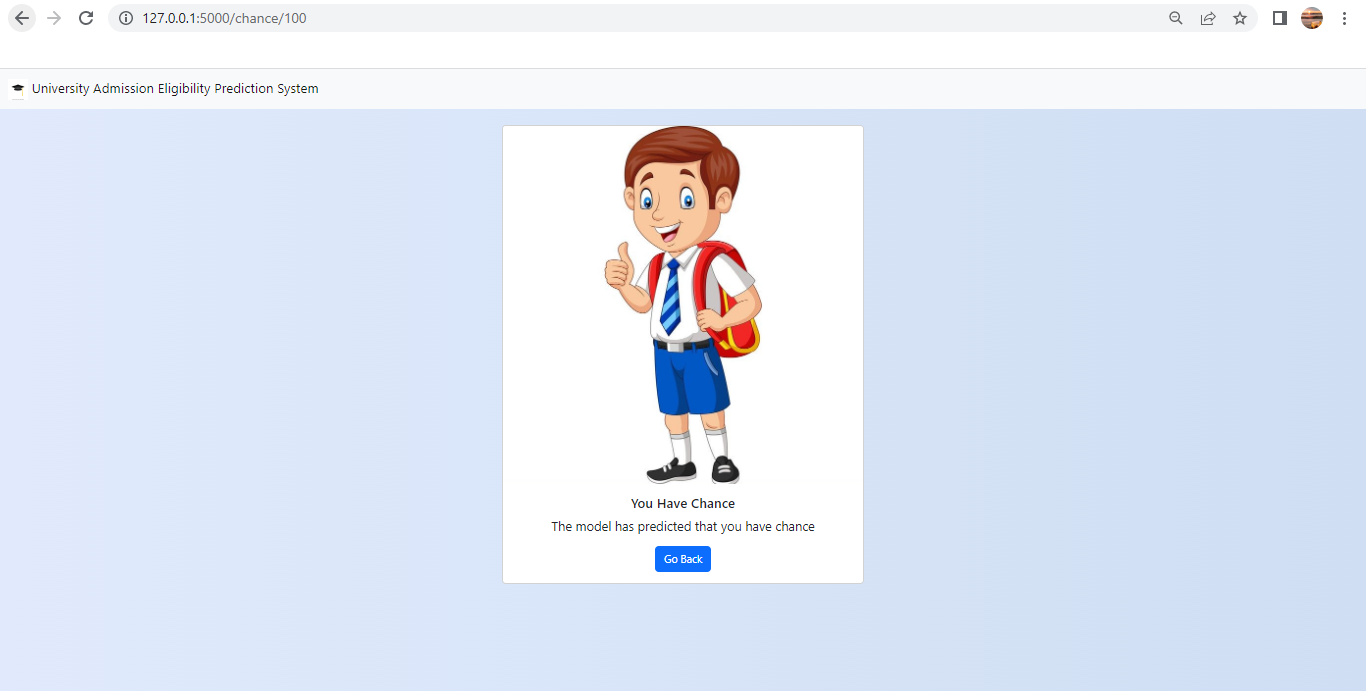 127.0.0.1:5000/chance/100
University Admission Eligibility Prediction System
You Have Chance
The model has predicted that you have chance
Go Back